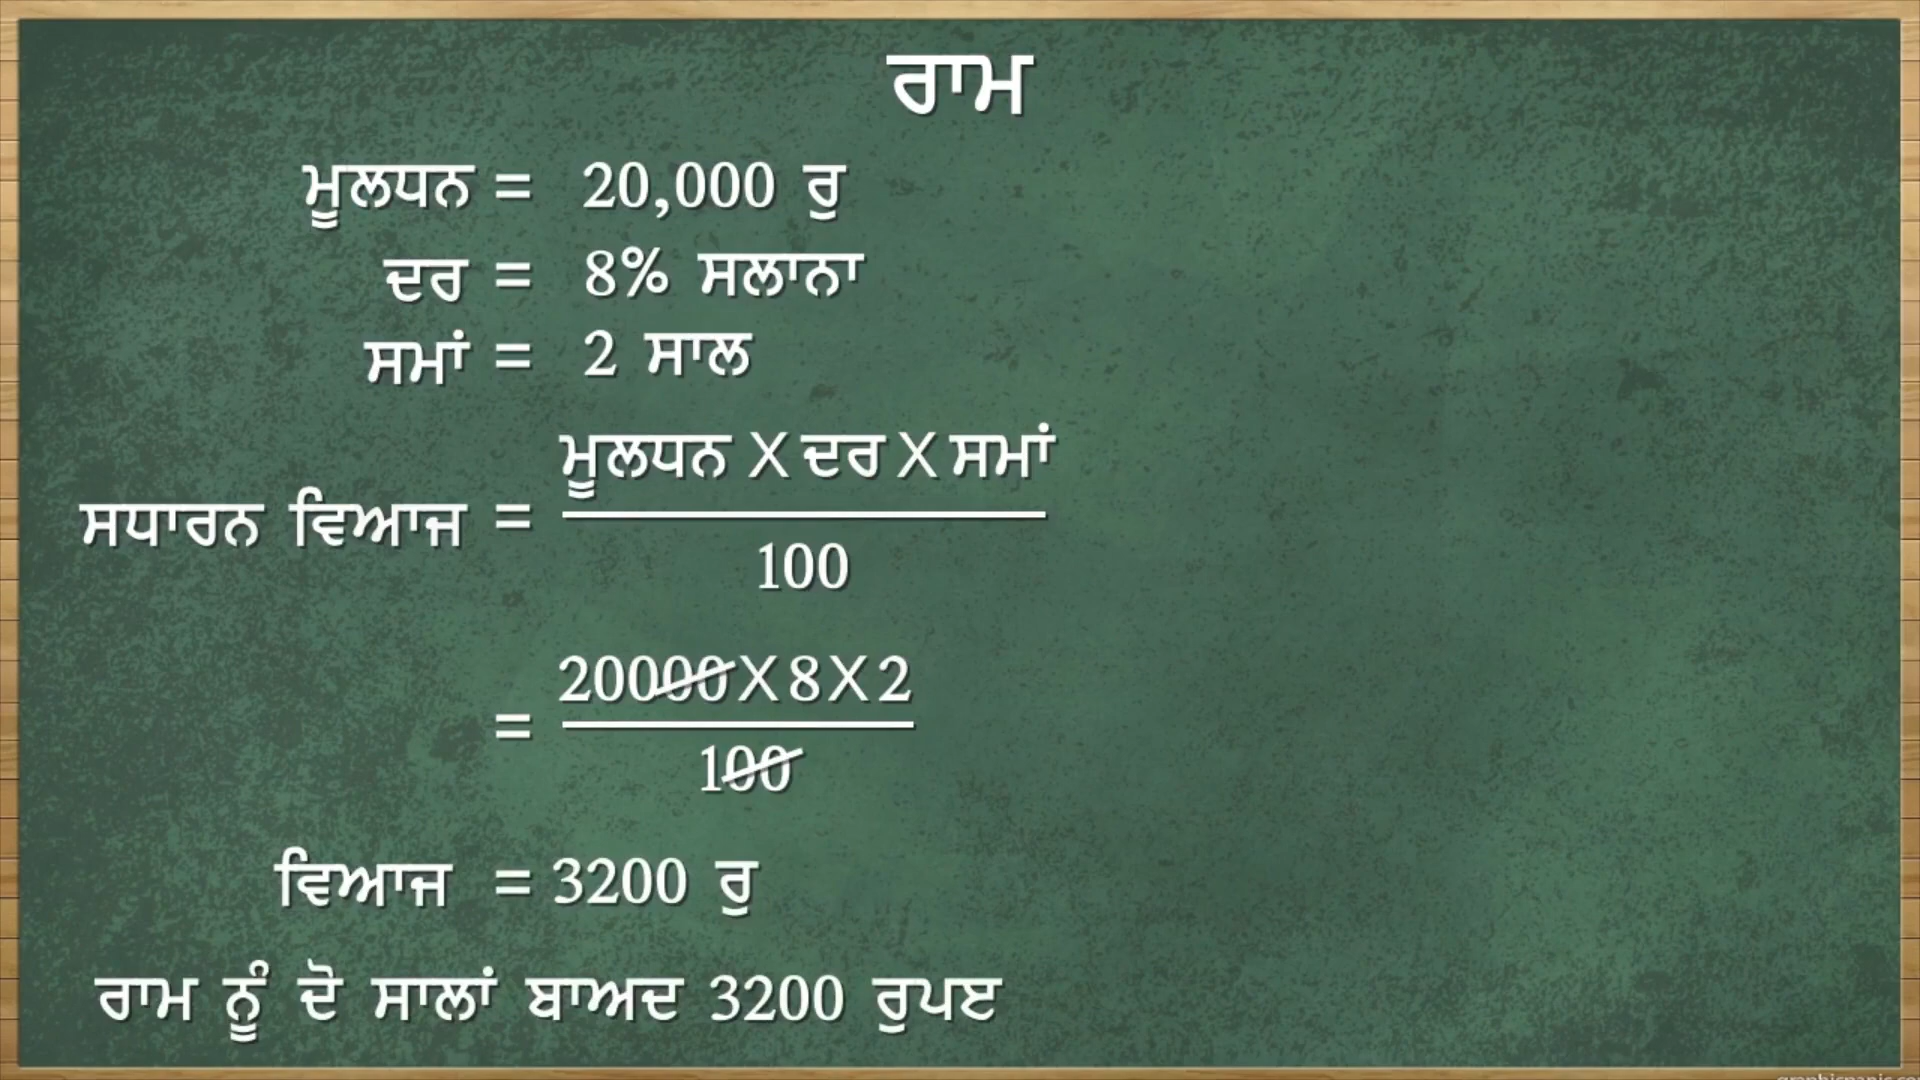 ਰਾਮ
ਮੂਲਧਨ = 20,000 ਰੁ
ਦਰ = 8% ਸਲਾਨਾ
ਸਮਾਂ = 2 ਸਾਲ
ਮੂਲਧਨ X ਦਰ X ਸਮਾਂ
ਸਧਾਰਨ ਵਿਆਜ =
100
20000 X 8 X 2
=
100
ਵਿਆਜ = 3200 ਰੁ
ਰਾਮ ਨੂੰ ਦੋ ਸਾਲਾਂ ਬਾਅਦ 3200 ਰੁਪਏ